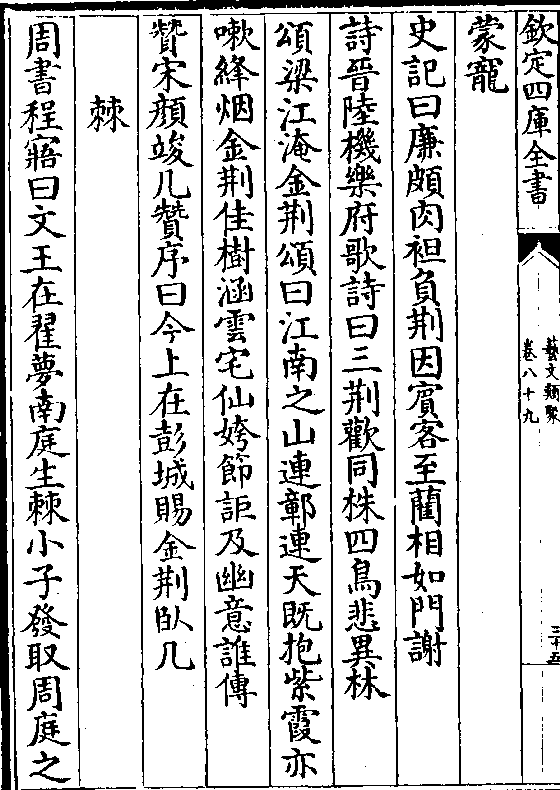 欽定四庫全書
藝文類聚
卷八十九
三十五
蒙寵
史記曰廉頗肉袒負荆因賓客至藺相如門謝
詩晉陸機樂府歌詩曰三荆歡同株四鳥悲異林
頌梁江淹金荆頌曰江南之山連鄣連天既抱紫霞亦
嗽絳烟金荆佳樹涵雲宅仙姱節詎及幽意誰傳
贊宋顔竣几贊序曰今上在彭城賜金荆臥几
棘
周書程寤曰文王在翟夢南庭生棘小子發取周庭之